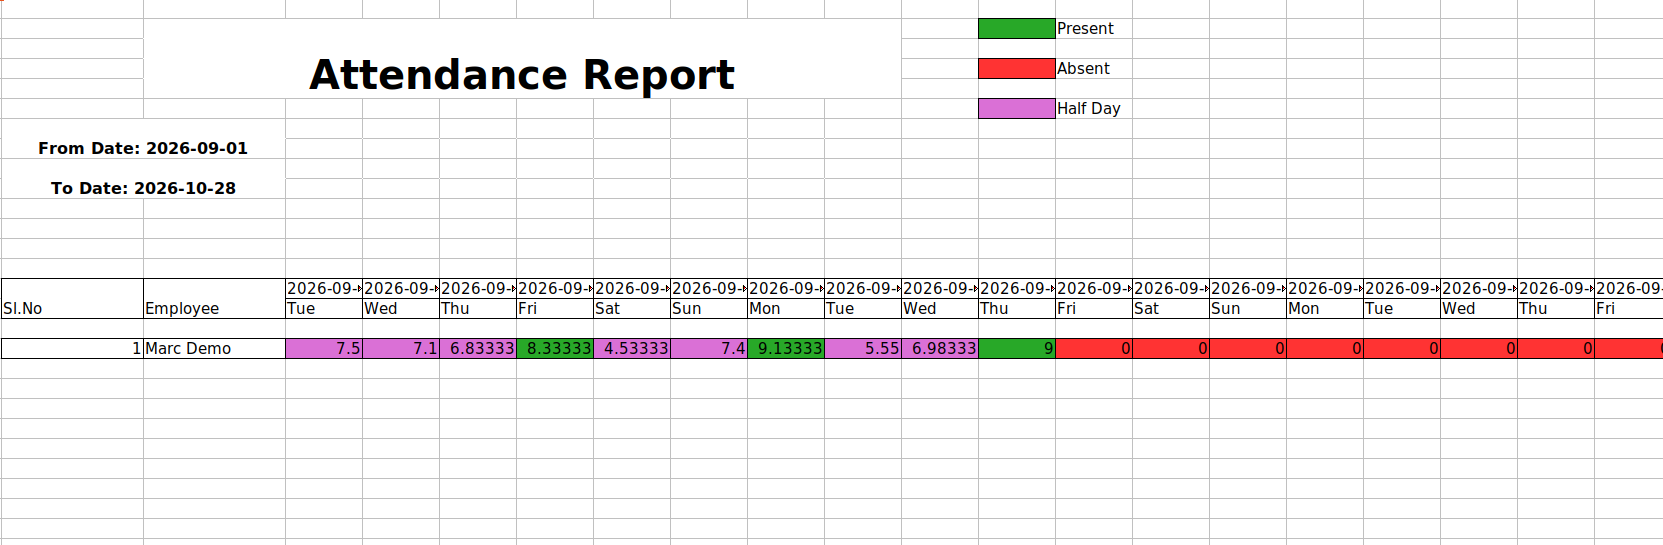 Present
Attendance Report
Absent
Half Day
From Date: 2026-09-01
To Date: 2026-10-28
2026-09- 2026-09- 2026-09- 2026-09- 2026-09- 2026-09- 2026-09- 2026-09- 2026-09- 2026-09- 2026-09- 2026-09- 2026-09- 2026-09- 2026-09- 2026-09- 2026-09- 2026-09-
Sl.No Employee Tue Wed Thu Fri Sat Sun Mon Tue Wed Thu Fri Sat Sun Mon Tue Wed Thu Fri
1 Marc Demo 7.5 7.1 6.83333 8.33333 4.53333 7.4 9.13333 5.55 6.98333 9 0 0 0 0 0 0 0